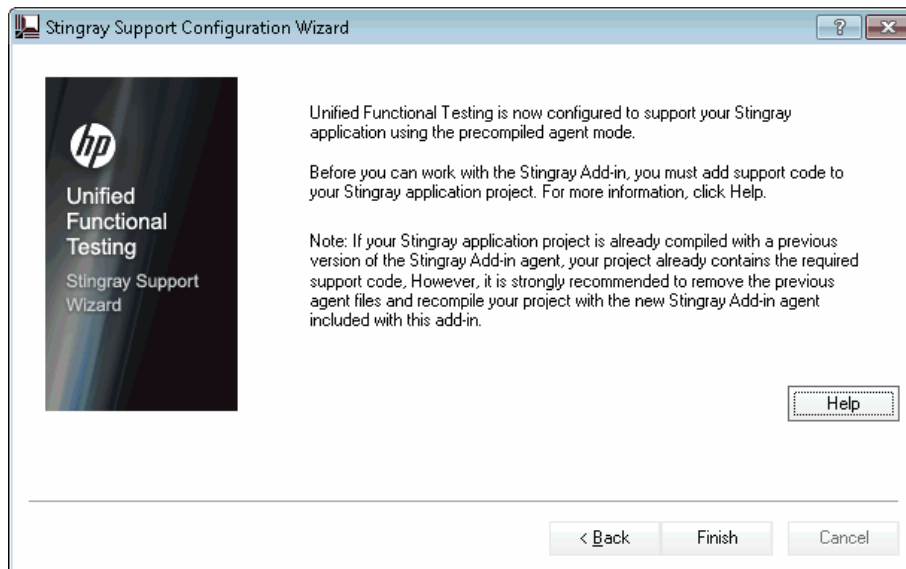 Stingray Support Configuration Wizard
?
hp
Unified
Functional
Testing
Stingray Support
Wizard
Unified Functional Testing is now configured to support your Stingray
application using the precompiled agent mode.
Before you can work with the Stingray Add-in, you must add support code to
your Stingray application project. For more information, click Help.
Note: If your Stingray application project is already compiled with a previous
version of the Stingray Add-in agent, your project already contains the required
support code, However, it is strongly recommended to remove the previous
agent files and recompile your project with the new Stingray Add-in agent
included with this add-in.
Help
< Back
Finish
Cancel